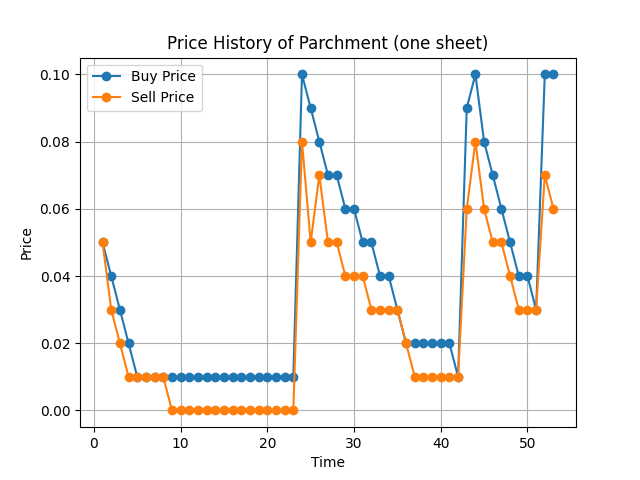 Price History of Parchment (one sheet)
Buy Price
Sell Price
Price
0.10
0.08
0.06
0.04
0.02
0.00
0 10 20 30 40 50
Time